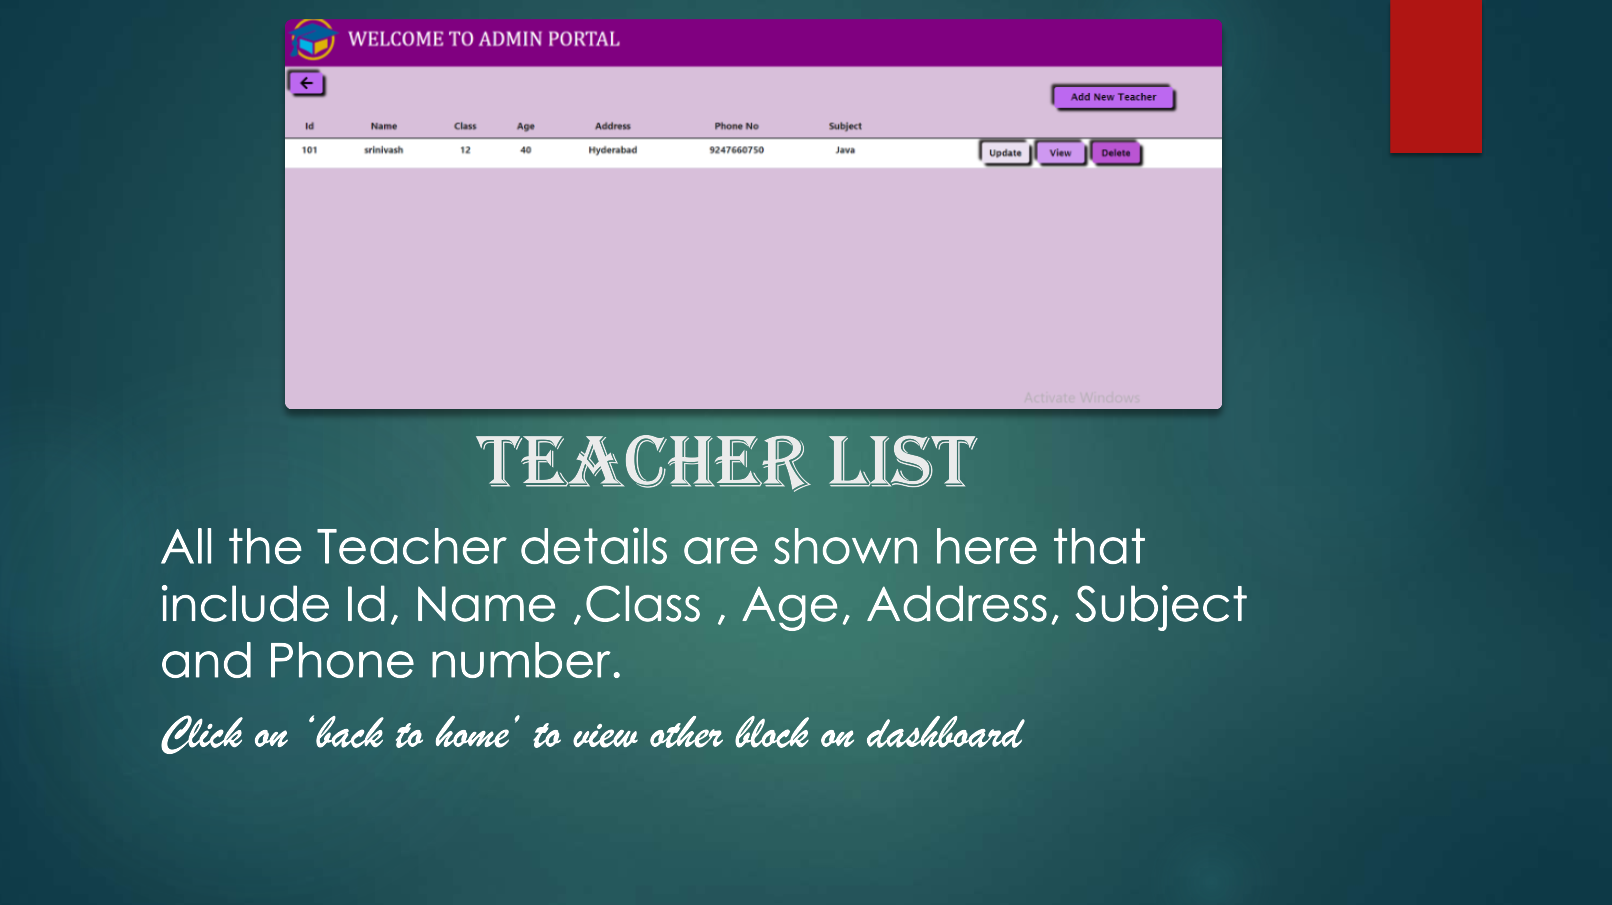 WELCOME TO ADMIN PORTAL
Add New Teacher
Id Name Class Age Address Phone No Subject
101 srinivash 12 40 Hyderabad 9247660750 Java Update View Delete
Activate Windows
TEACHER LIST
All the Teacher details are shown here that
include Id, Name ,Class , Age, Address, Subject
and Phone number.
Click on ‘back to home’ to view other block on dashboard